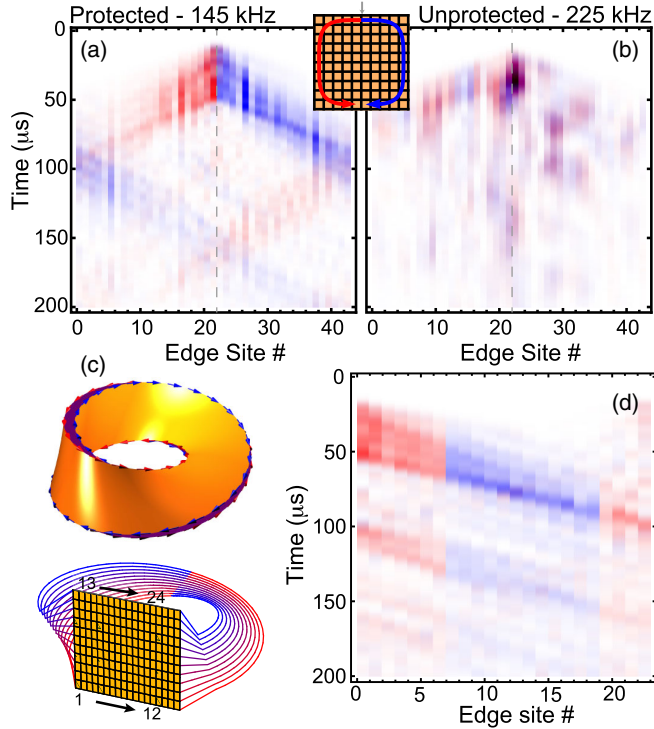 Protected - 145 kHz
Unprotected - 225 kHz
(a)
(b)
0
50
100
150
200
Time (μs)
0 10 20 30 40
0 10 20 30 40
Edge Site #
Edge Site #
(c)
(d)
0
50
100
150
200
Time (μs)
0 5 10 15 20
Edge site #
13
24
1
12